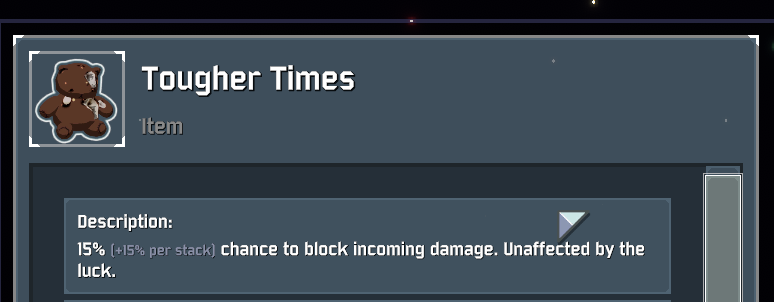 Tougher Times
Item
Description:
15% (+15% per stack) chance to block incoming damage. Unaffected by the
luck.